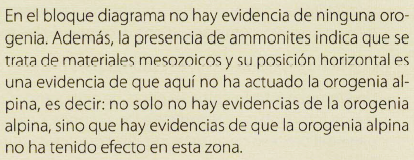 En el bloque diagrama no hay evidencia de ninguna oro-
genia. Además, la presencia de ammonites indica que se
trata de materiales mesozoicos y su posición horizontal es
una evidencia de que aquí no ha actuado la orogenia al-
pina, es decir: no solo no hay evidencias de la orogenia
alpina, sino que hay evidencias de que la orogenia alpina
no ha tenido efecto en esta zona.